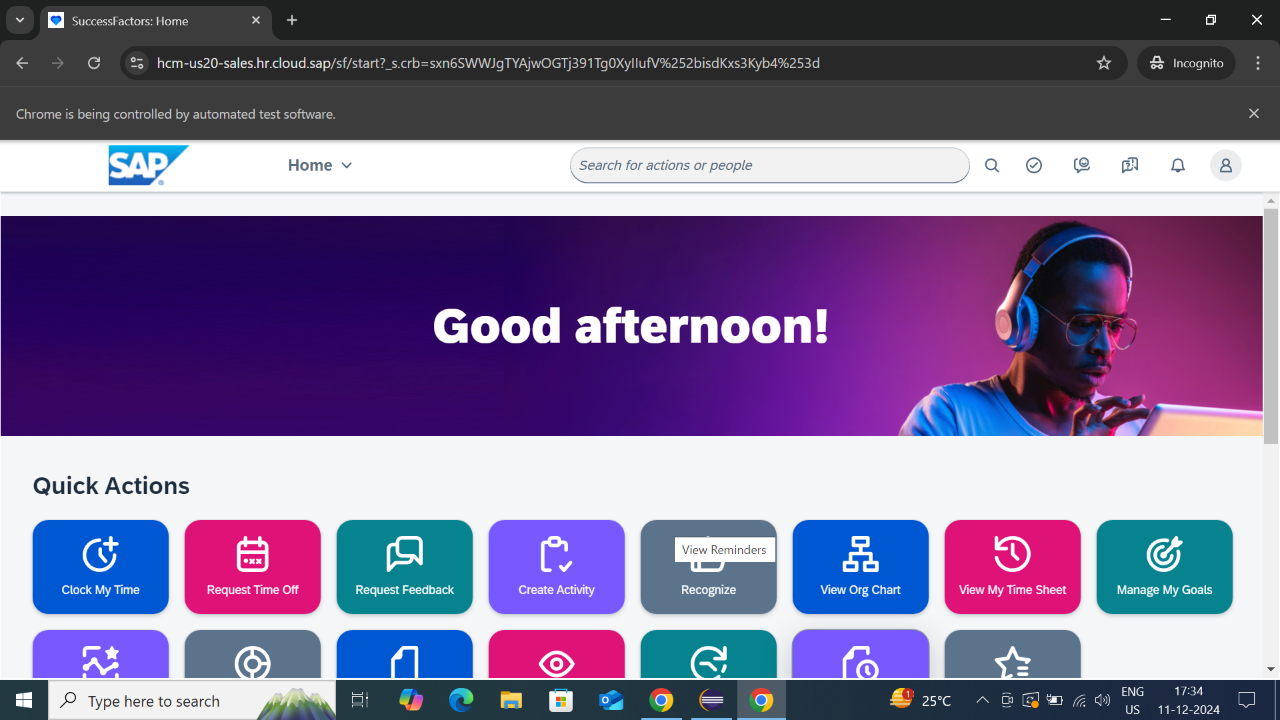 SuccessFactors: Home
hcm-us20-sales.hr.cloud.sap/sf/start?_s.crb=sxn6SWWJgTYAjwOGTj391Tg0XyIIufV%252bisdKxs3Kyb4%253d
Incognito
Chrome is being controlled by automated test software.
SAP
Home
Search for actions or people
Good afternoon!
Quick Actions
Clock My Time
Request Time Off
Request Feedback
Create Activity
View Reminders
Recognize
View Org Chart
View My Time Sheet
Manage My Goals
Type here to search
1
25°C
ENG
US
17:34
11-12-2024